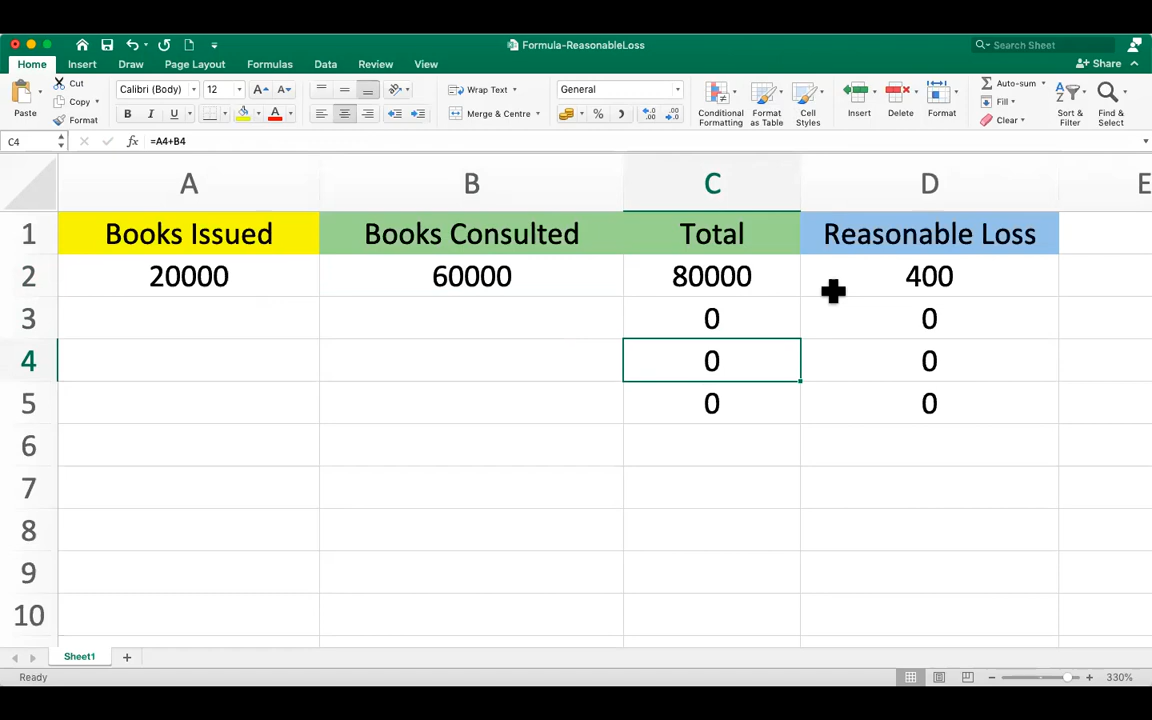 Formula-ReasonableLoss
Search Sheet
Home Insert Draw Page Layout Formulas Data Review View
Share
Paste
Cut
Copy
Format
Calibri (Body) 12 A A
B I U A
Wrap Text
Merge & Centre
General
%
Conditional Formatting
Format as Table
Cell Styles
Insert
Delete
Format
Auto-sum
Fill
Clear
Sort & Filter
Find & Select
C4 fx =A4+B4
A B C D E
1 Books Issued Books Consulted Total Reasonable Loss
2 20000 60000 80000 400
3 0 0
4 0 0
5 0 0
6
7
8
9
10
Sheet1
Ready 330%